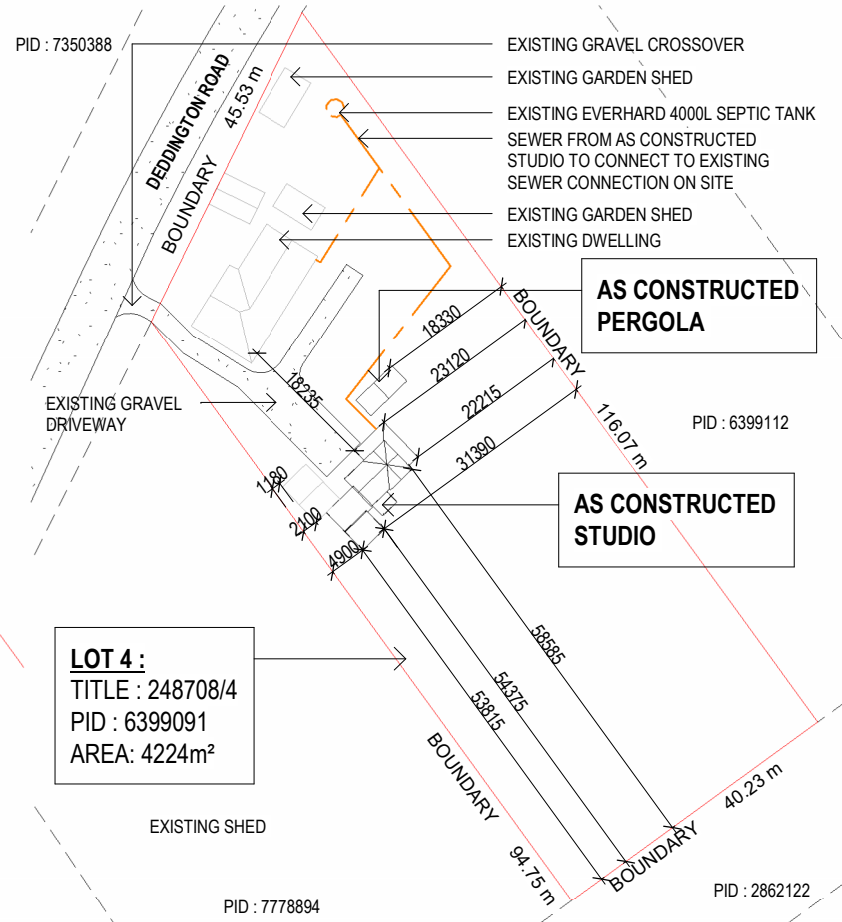 PID : 7350388
EXISTING GRAVEL CROSSOVER
EXISTING GARDEN SHED
EXISTING EVERHARD 4000L SEPTIC TANK
SEWER FROM AS CONSTRUCTED
STUDIO TO CONNECT TO EXISTING
SEWER CONNECTION ON SITE
EXISTING GARDEN SHED
EXISTING DWELLING
DEDDINGTON ROAD
45.53 m
BOUNDARY
AS CONSTRUCTED
PERGOLA
BOUNDARY
116.07 m
18330
23120
22215
31390
18235
EXISTING GRAVEL
DRIVEWAY
PID : 6399112
1180
2100
4900
AS CONSTRUCTED
STUDIO
58585
54375
53815
LOT 4 :
TITLE : 248708/4
PID : 6399091
AREA: 4224m²
BOUNDARY
94.75 m
40.23 m
BOUNDARY
EXISTING SHED
PID : 7778894
PID : 2862122